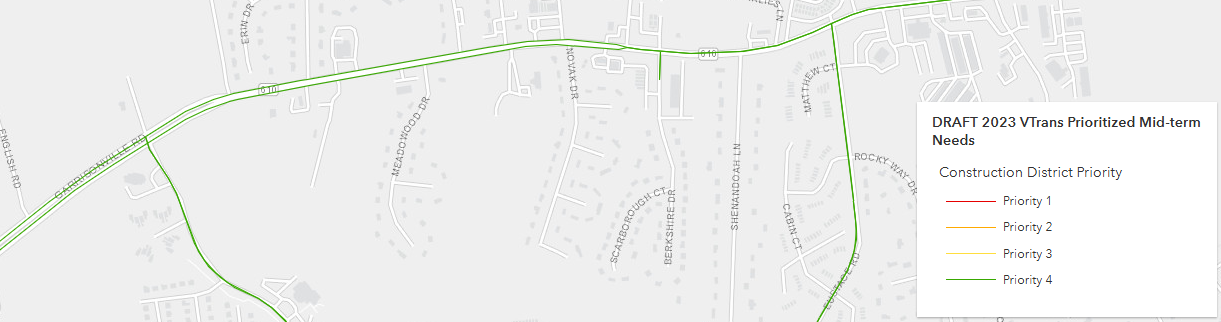 ERIN DR
NOVAK DR
610
610
MATTHEW CT
ENGLISH RD
GARRISONVILLE RD
MEADOWOOD DR
SHENANDOAH LN
ROCKY WAY DR
SCARBOROUGH CT
BERKSHIRE DR
CABIN CT
EUSTACE RD
DRAFT 2023 VTrans Prioritized Mid-term
Needs
Construction District Priority
Priority 1
Priority 2
Priority 3
Priority 4